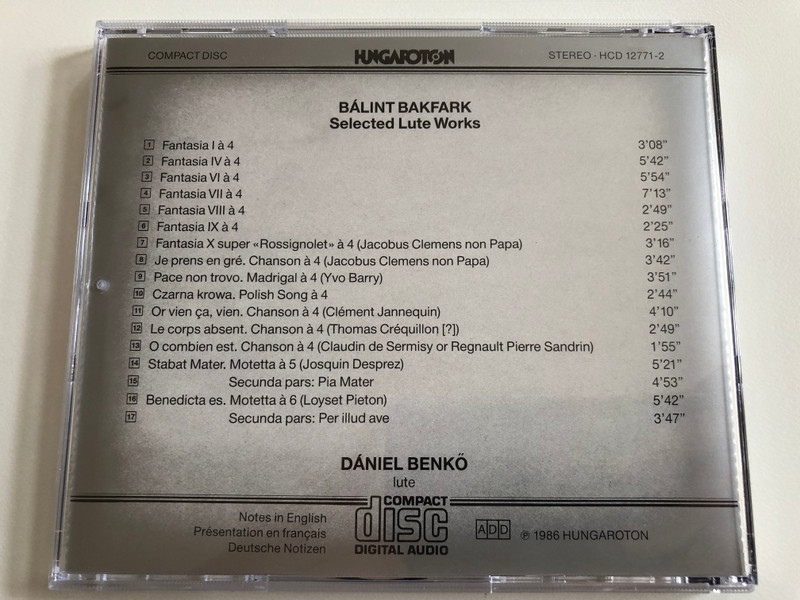 COMPACT DISC HUNGAROTON STEREO - HCD 12771-2
BÁLINT BAKFARK
Selected Lute Works
1 Fantasia I à 4 3'08"
2 Fantasia IV à 4 5'42"
3 Fantasia VI à 4 5'54"
4 Fantasia VII à 4 7'13"
5 Fantasia VIII à 4 2'49"
6 Fantasia IX à 4 2'25"
7 Fantasia X super «Rossignolet» à 4 (Jacobus Clemens non Papa) 3'16"
8 Je prens en gré. Chanson à 4 (Jacobus Clemens non Papa) 3'42"
9 Pace non trovo. Madrigal à 4 (Yvo Barry) 3'51"
10 Czarna krowa. Polish Song à 4 2'44"
11 Or vien ça, vien. Chanson à 4 (Clément Jannequin) 4'10"
12 Le corps absent. Chanson à 4 (Thomas Créquillon [?]) 2'49"
13 O combien est. Chanson à 4 (Claudin de Sermisy or Regnault Pierre Sandrin) 1'55"
14 Stabat Mater. Motetta à 5 (Josquin Desprez) 5'21"
15 Secunda pars: Pia Mater 4'53"
16 Benedicta es. Motetta à 6 (Loyset Pieton) 5'42"
17 Secunda pars: Per illud ave 3'47"
DÁNIEL BENKŐ
lute
Notes in English
Présentation en français
Deutsche Notizen
COMPACT
disc
DIGITAL AUDIO
ADD ℗ 1986 HUNGAROTON